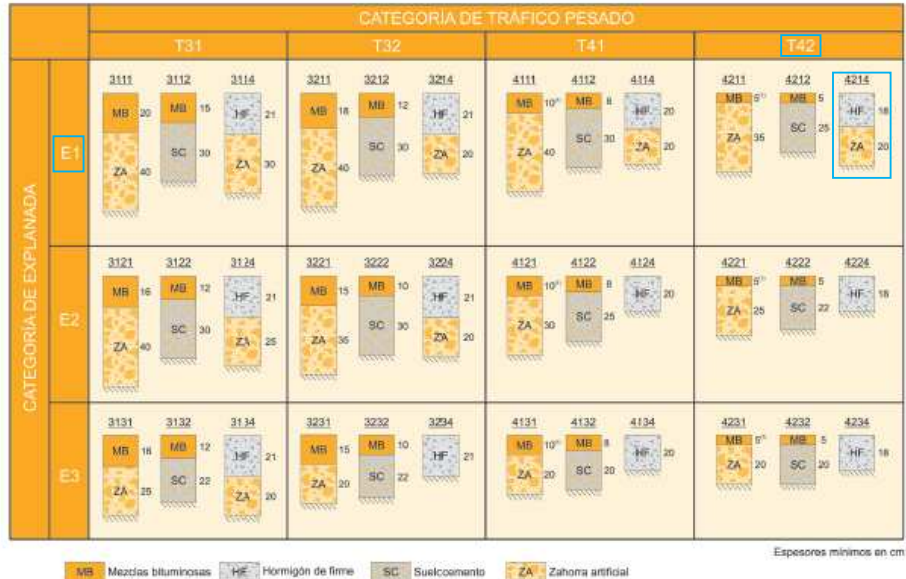 CATEGORÍA DE TRÁFICO PESADO
T31 T32 T41 T42
CATEGORÍA DE EXPLANADA
E1
3111 3112 3114 3211 3212 3214 4111 4112 4114 4211 4212 4214
MB 20 MB 15 HF 21 MB 18 MB 12 HF 21 MB 10⁽¹⁾ MB 8 HF 20 MB 5⁽¹⁾ MB 5 HF 18
ZA 40 SC 30 ZA 30 ZA 40 SC 30 ZA 20 ZA 40 SC 30 ZA 20 ZA 35 SC 25 ZA 20
E2
3121 3122 3124 3221 3222 3224 4121 4122 4124 4221 4222 4224
MB 16 MB 12 HF 21 MB 15 MB 10 HF 21 MB 10⁽¹⁾ MB 8 HF 20 MB 5⁽¹⁾ MB 5 HF 18
ZA 40 SC 30 ZA 25 ZA 35 SC 30 ZA 20 ZA 30 SC 25 ZA 25 SC 22
E3
3131 3132 3134 3231 3232 3234 4131 4132 4134 4231 4232 4234
MB 16 MB 12 HF 21 MB 15 MB 10 HF 21 MB 10⁽¹⁾ MB 8 HF 20 MB 5⁽¹⁾ MB 5 HF 18
ZA 25 SC 22 ZA 20 ZA 20 SC 22 ZA 20 SC 20 ZA 20 SC 20
Espesores mínimos en cm
MB Mezclas bituminosas HF Hormigón de firme SC Suelocemento ZA Zahorra artificial